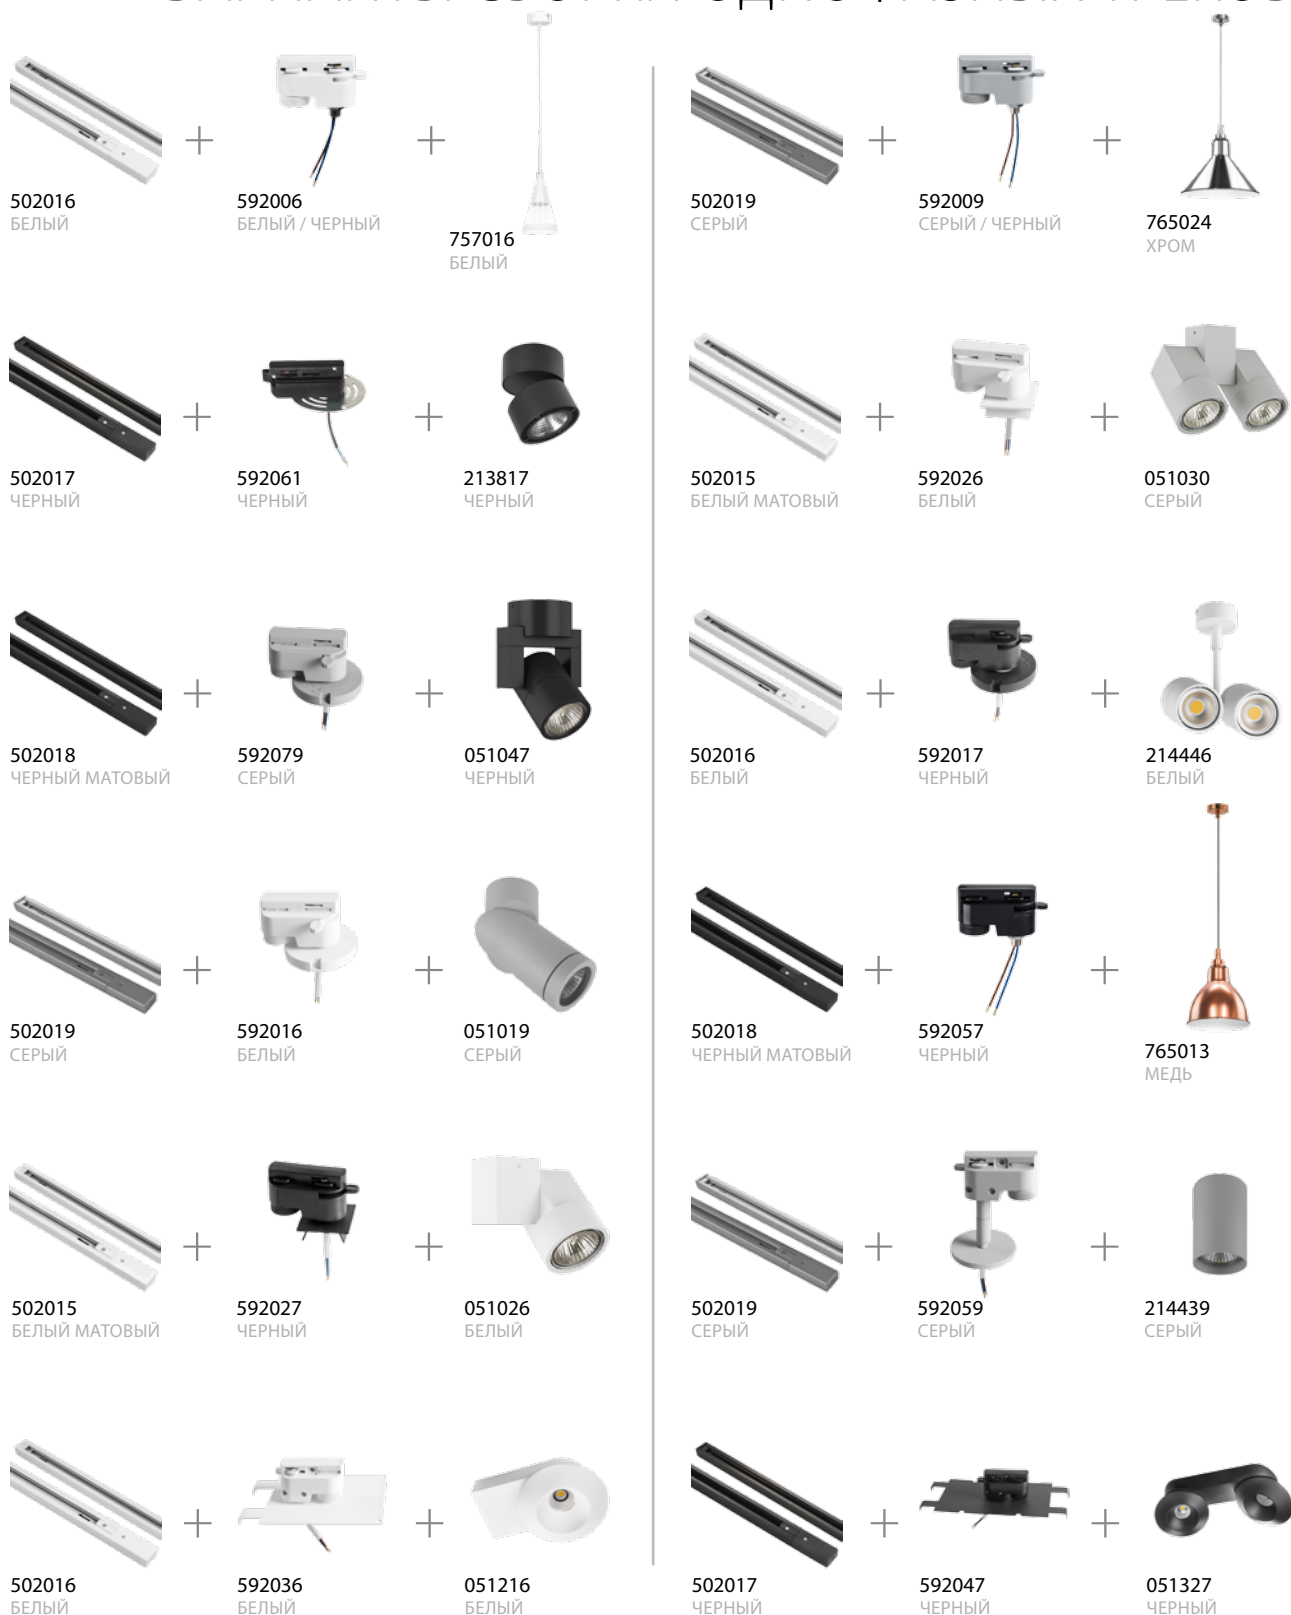 502016
БЕЛЫЙ
592006
БЕЛЫЙ / ЧЕРНЫЙ
757016
БЕЛЫЙ
502019
СЕРЫЙ
592009
СЕРЫЙ / ЧЕРНЫЙ
765024
ХРОМ
502017
ЧЕРНЫЙ
592061
ЧЕРНЫЙ
213817
ЧЕРНЫЙ
502015
БЕЛЫЙ МАТОВЫЙ
592026
БЕЛЫЙ
051030
СЕРЫЙ
502018
ЧЕРНЫЙ МАТОВЫЙ
592079
СЕРЫЙ
051047
ЧЕРНЫЙ
502016
БЕЛЫЙ
592017
ЧЕРНЫЙ
214446
БЕЛЫЙ
502019
СЕРЫЙ
592016
БЕЛЫЙ
051019
СЕРЫЙ
502018
ЧЕРНЫЙ МАТОВЫЙ
592057
ЧЕРНЫЙ
765013
МЕДЬ
502015
БЕЛЫЙ МАТОВЫЙ
592027
ЧЕРНЫЙ
051026
БЕЛЫЙ
502019
СЕРЫЙ
592059
СЕРЫЙ
214439
СЕРЫЙ
502016
БЕЛЫЙ
592036
БЕЛЫЙ
051216
БЕЛЫЙ
502017
ЧЕРНЫЙ
592047
ЧЕРНЫЙ
051327
ЧЕРНЫЙ